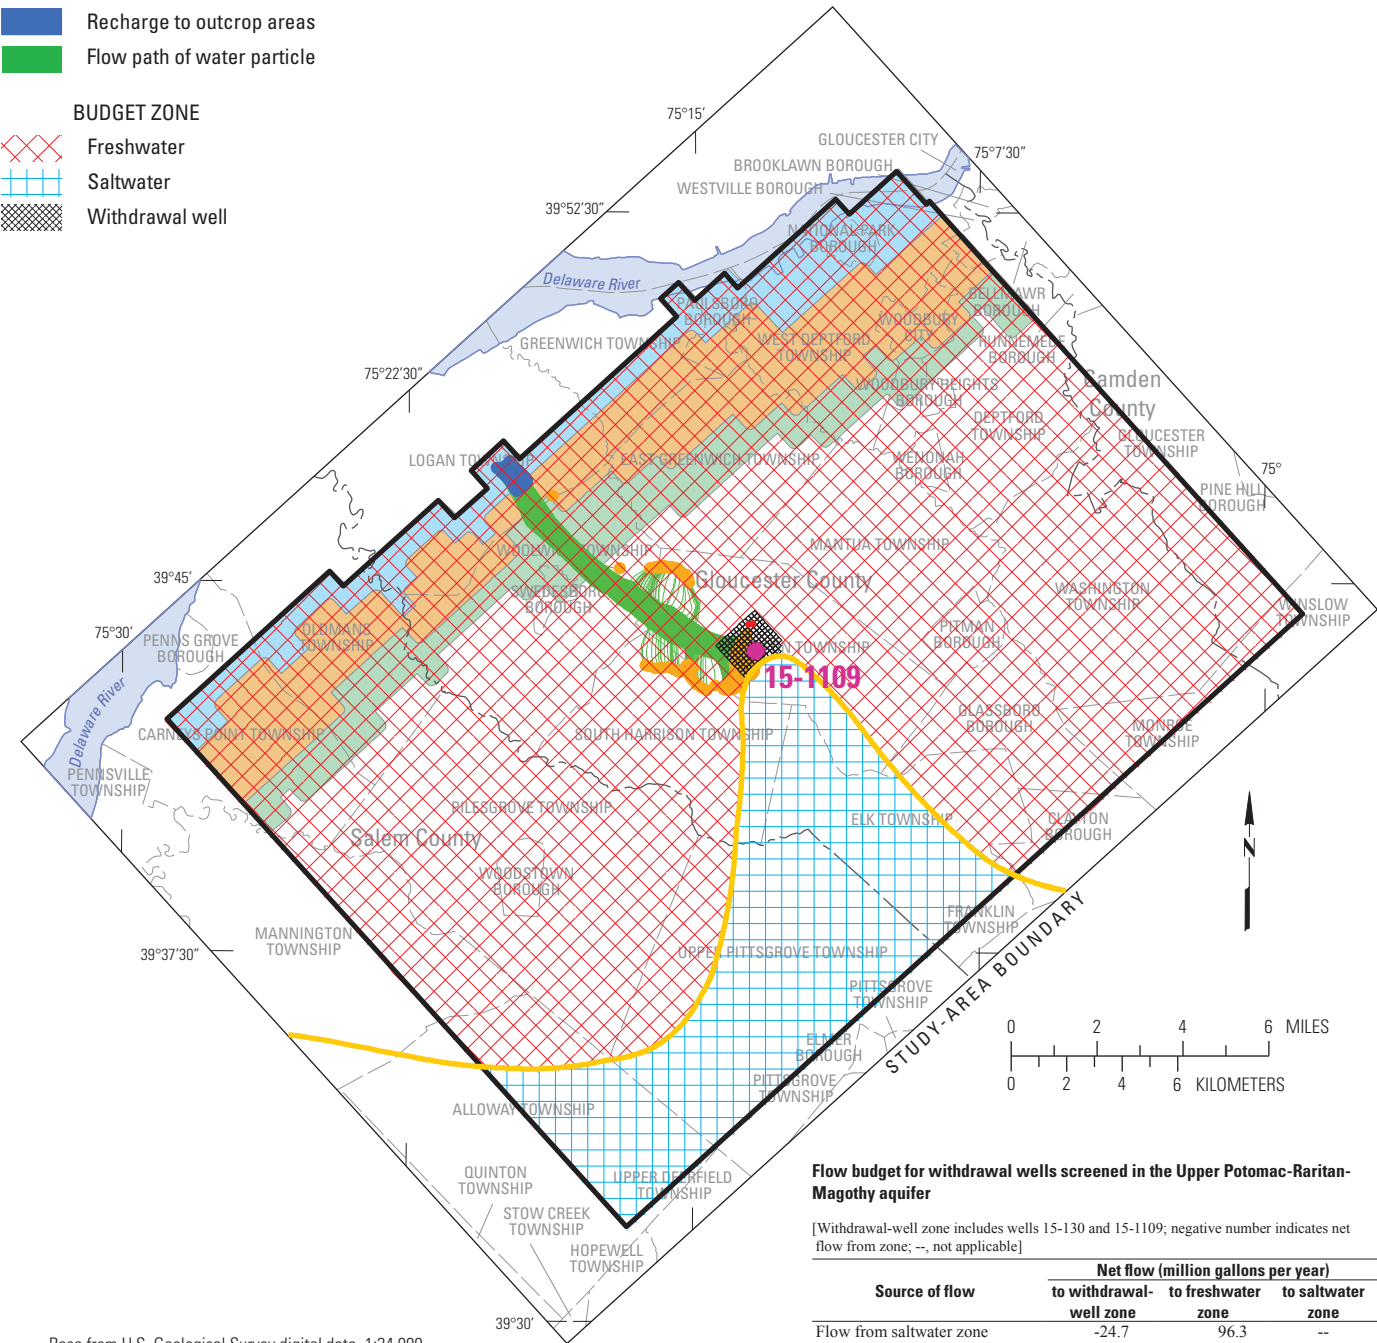 Recharge to outcrop areas
Flow path of water particle
BUDGET ZONE
Freshwater
Saltwater
Withdrawal well
75°15′
GLOUCESTER CITY
75°7′30″
BROOKLAWN BOROUGH
WESTVILLE BOROUGH
39°52′30″
NATIONAL PARK
BOROUGH
Delaware River
BELLMAWR
BOROUGH
PAULSBORO
BOROUGH
WOODBURY
CITY
WEST DEPTFORD
TOWNSHIP
GREENWICH TOWNSHIP
RUNNEMEDE
BOROUGH
75°22′30″
Camden
County
WOODBURY HEIGHTS
BOROUGH
DEPTFORD
TOWNSHIP
GLOUCESTER
TOWNSHIP
LOGAN TOWNSHIP
EAST GREENWICH TOWNSHIP
WENONAH
BOROUGH
75°
PINE HILL
BOROUGH
WOOLWICH TOWNSHIP
MANTUA TOWNSHIP
39°45′
Gloucester County
SWEDESBORO
BOROUGH
WASHINGTON
TOWNSHIP
WINSLOW
TOWNSHIP
75°30′
PENNS GROVE
BOROUGH
OLDMANS
TOWNSHIP
PITMAN
BOROUGH
N TOWNSHIP
15-1109
Delaware River
GLASSBORO
BOROUGH
CARNEYS POINT TOWNSHIP
SOUTH HARRISON TOWNSHIP
MONROE
TOWNSHIP
PENNSVILLE
TOWNSHIP
PILESGROVE TOWNSHIP
ELK TOWNSHIP
CLAYTON
BOROUGH
Salem County
N
WOODSTOWN
BOROUGH
FRANKLIN
TOWNSHIP
MANNINGTON
TOWNSHIP
39°37′30″
UPPER PITTSGROVE TOWNSHIP
PITTSGROVE
TOWNSHIP
STUDY-AREA BOUNDARY
0 2 4 6 MILES
0 2 4 6 KILOMETERS
ELMER
BOROUGH
PITTSGROVE
TOWNSHIP
ALLOWAY TOWNSHIP
QUINTON
TOWNSHIP
UPPER DEERFIELD
TOWNSHIP
STOW CREEK
TOWNSHIP
HOPEWELL
TOWNSHIP
39°30′
Flow budget for withdrawal wells screened in the Upper Potomac-Raritan-
Magothy aquifer
[Withdrawal-well zone includes wells 15-130 and 15-1109; negative number indicates net
flow from zone; --, not applicable]
Net flow (million gallons per year)
Source of flow to withdrawal- to freshwater to saltwater
well zone zone zone
Flow from saltwater zone -24.7 96.3 --
Base from U.S. Geological Survey digital data, 1:24,000